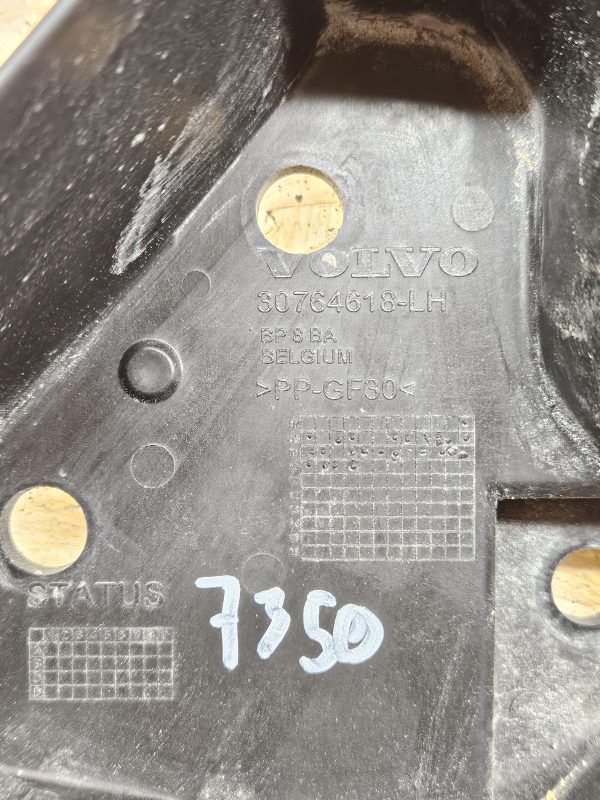 VOLVO
30764618-LH
BP S BA
BELGIUM
>PP-GF30<
STATUS
7350